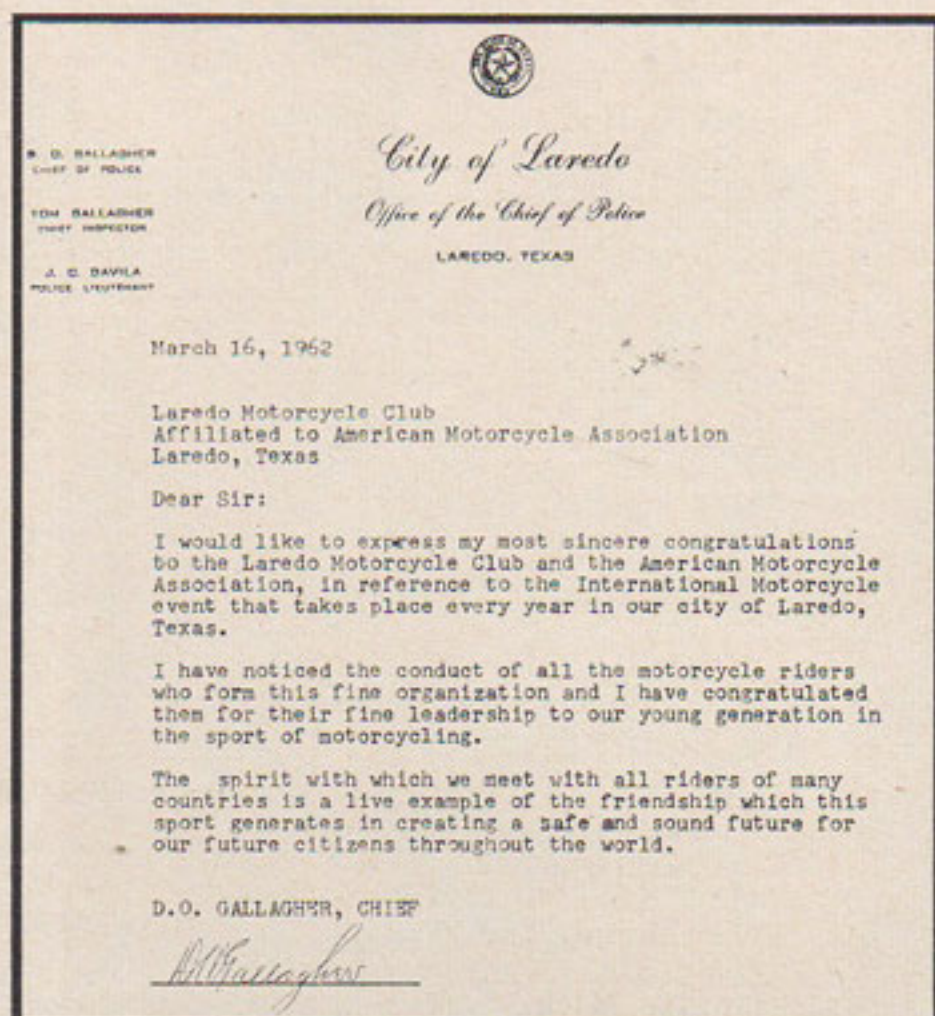 City of Laredo
Office of the Chief of Police
LAREDO, TEXAS
D. O. GALLAGHER
CHIEF OF POLICE
TOM GALLAGHER
CHIEF INSPECTOR
J. C. DAVILA
POLICE LIEUTENANT
March 16, 1962
Laredo Motorcycle Club
Affiliated to American Motorcycle Association
Laredo, Texas
Dear Sir:
I would like to express my most sincere congratulations
to the Laredo Motorcycle Club and the American Motorcycle
Association, in reference to the International Motorcycle
event that takes place every year in our city of Laredo,
Texas.
I have noticed the conduct of all the motorcycle riders
who form this fine organization and I have congratulated
them for their fine leadership to our young generation in
the sport of motorcycling.
The spirit with which we meet with all riders of many
countries is a live example of the friendship which this
sport generates in creating a safe and sound future for
our future citizens throughout the world.
D.O. GALLAGHER, CHIEF
DOGallagher